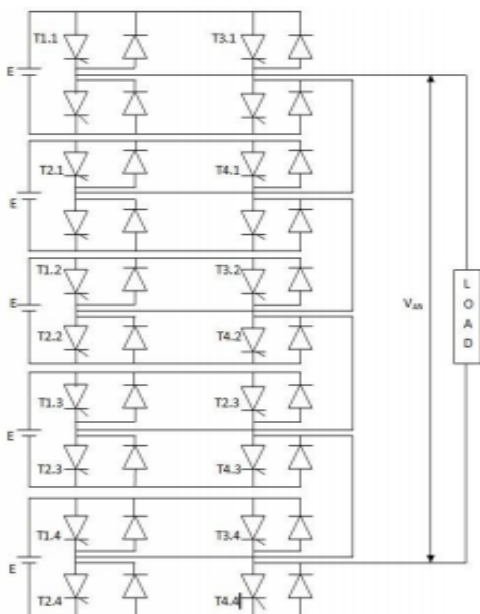 T1.1 T3.1
E
T2.1 T4.1
E
T1.2 T3.2
E
V_AN
L
O
A
D
T2.2 T4.2
T1.3 T2.3
E
T2.3 T4.3
T1.4 T3.4
E
T2.4 T4.4